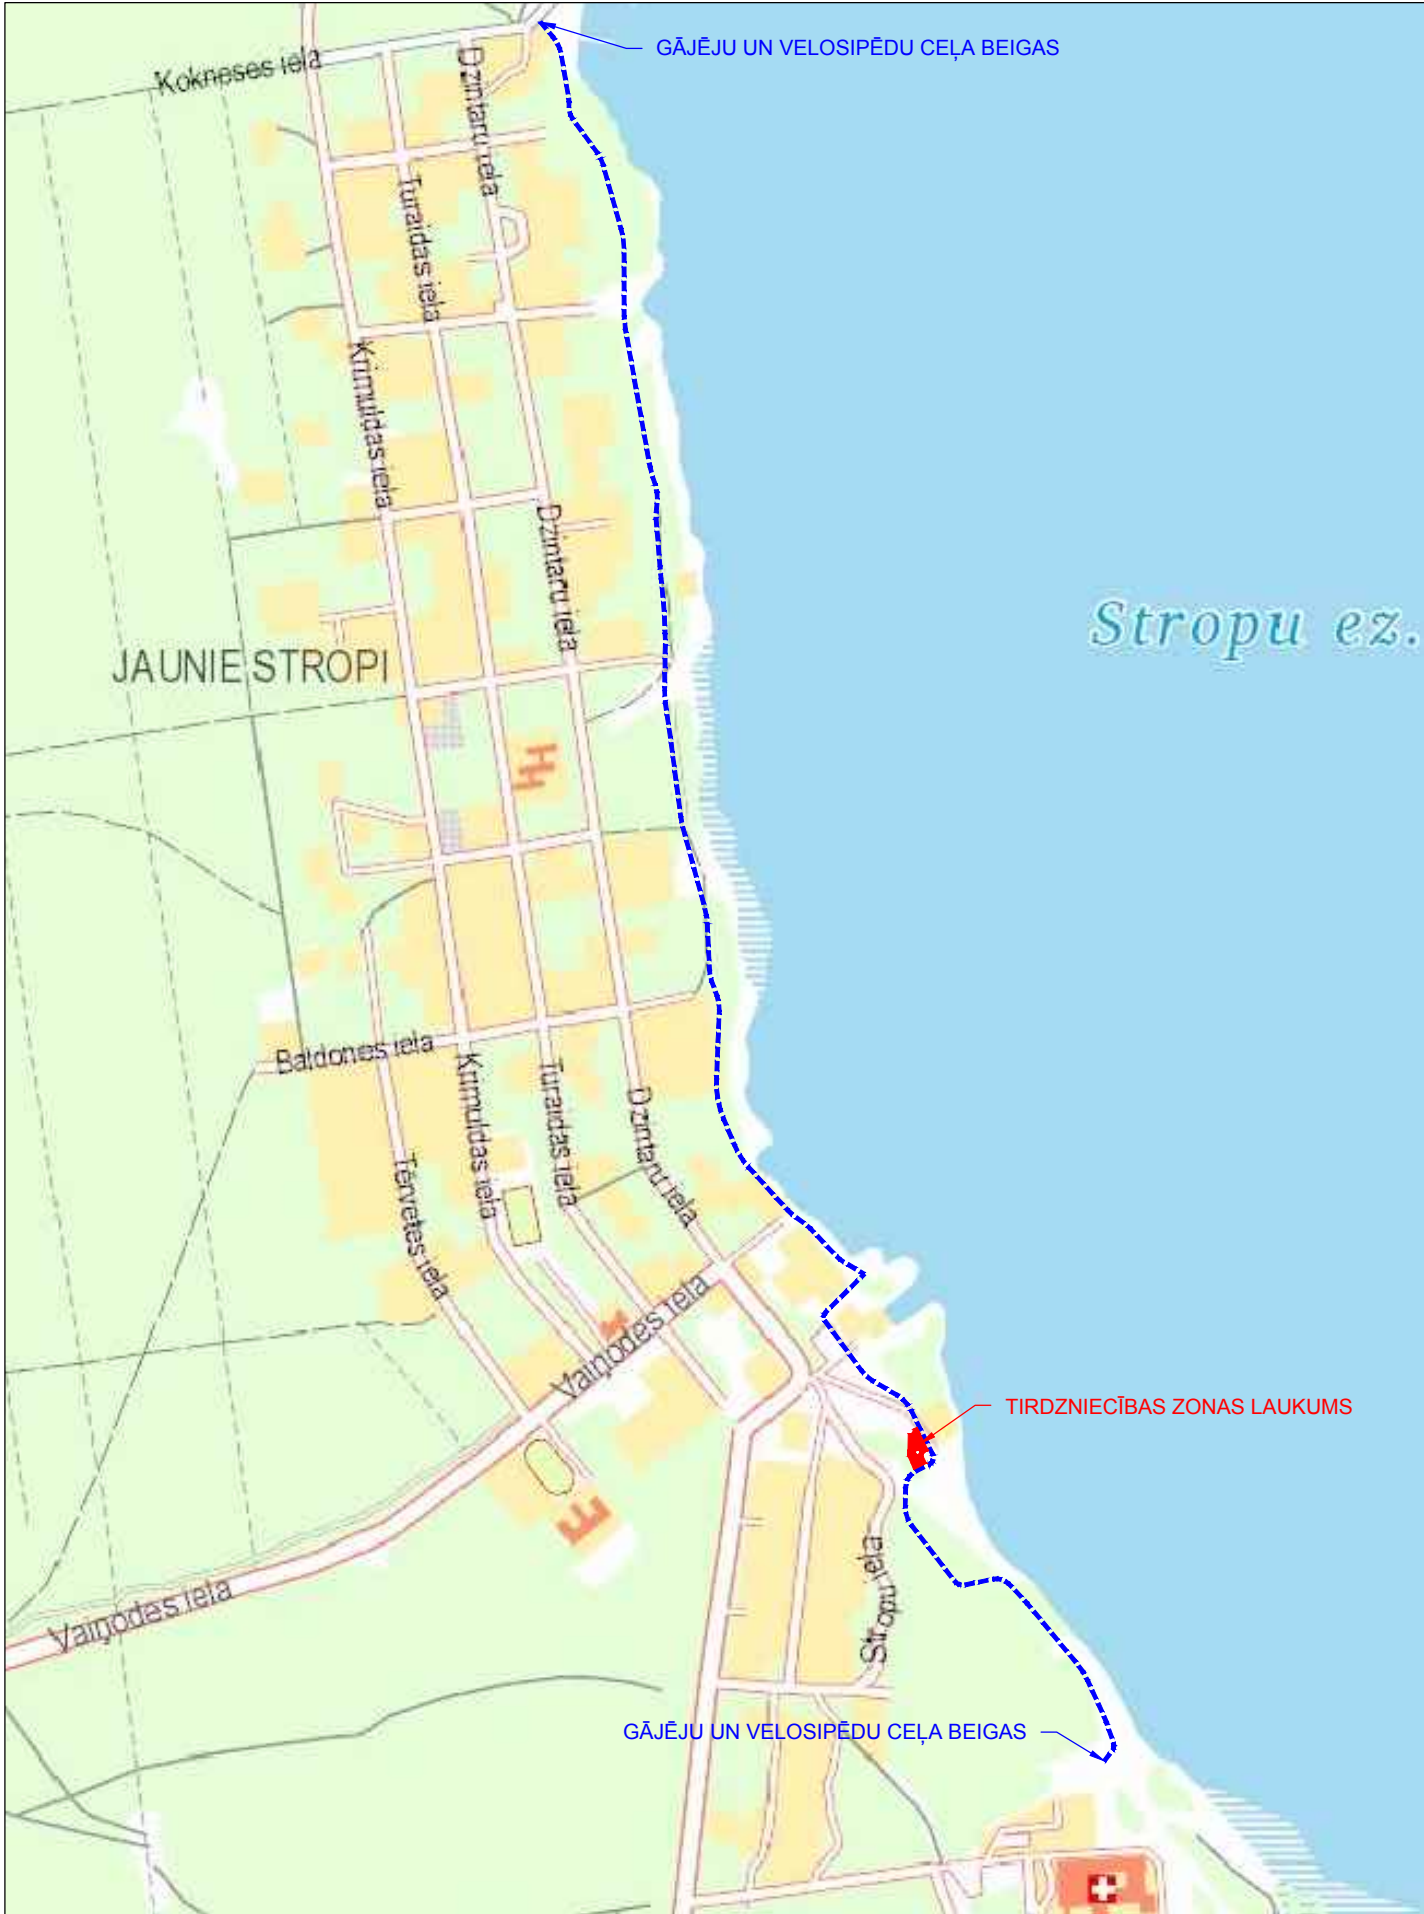 GĀJĒJU UN VELOSIPĒDU CEĻA BEIGAS
Kokneses iela
Dzintaru iela
Turaidas iela
Krimuldas iela
Dzintaru iela
Stropu ez.
JAUNIE STROPI
Baldones iela
Krimuldas iela
Turaidas iela
Dzintaru iela
Tērvetes iela
Vaiņodes iela
TIRDZNIECĪBAS ZONAS LAUKUMS
Stropu iela
Vaiņodes iela
GĀJĒJU UN VELOSIPĒDU CEĻA BEIGAS